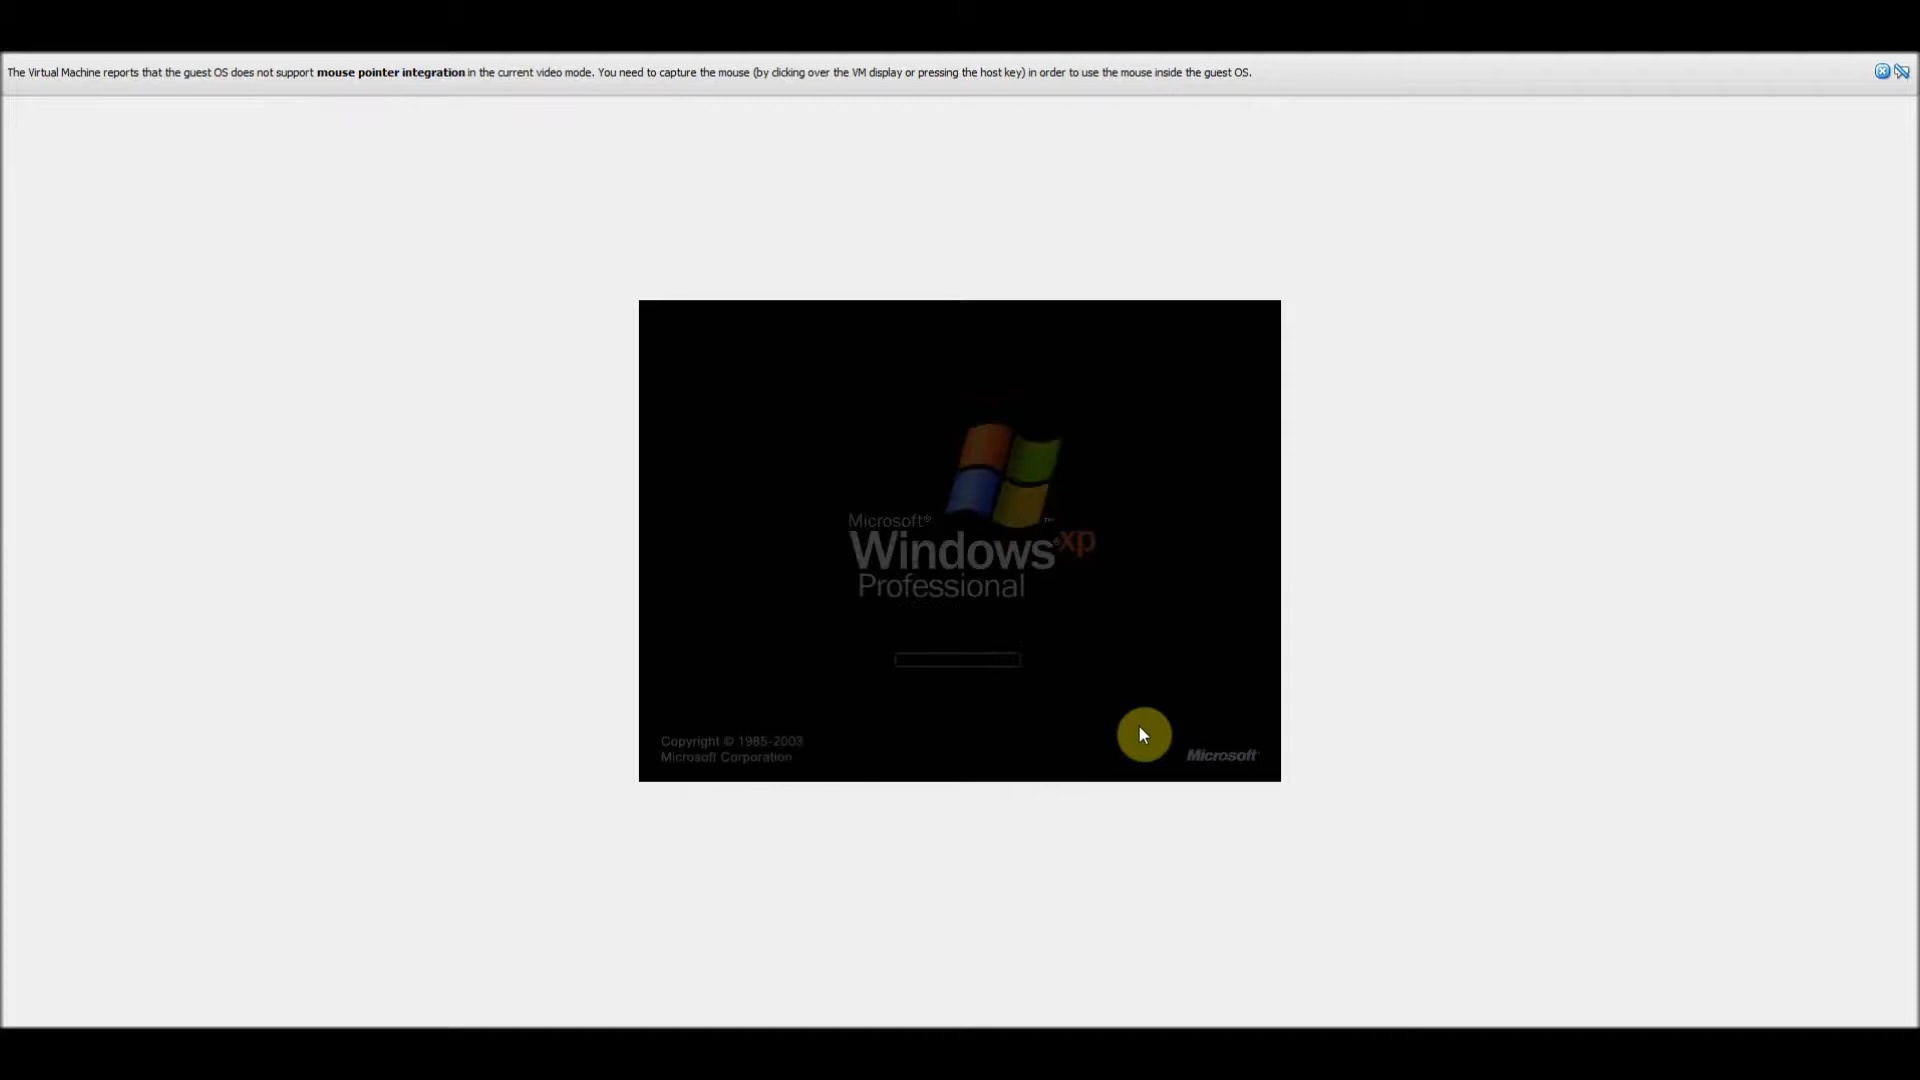 The Virtual Machine reports that the guest OS does not support mouse pointer integration in the current video mode. You need to capture the mouse (by clicking over the VM display or pressing the host key) in order to use the mouse inside the guest OS.
Microsoft®
Windows® xp ™
Professional
Copyright © 1985-2003
Microsoft Corporation
Microsoft